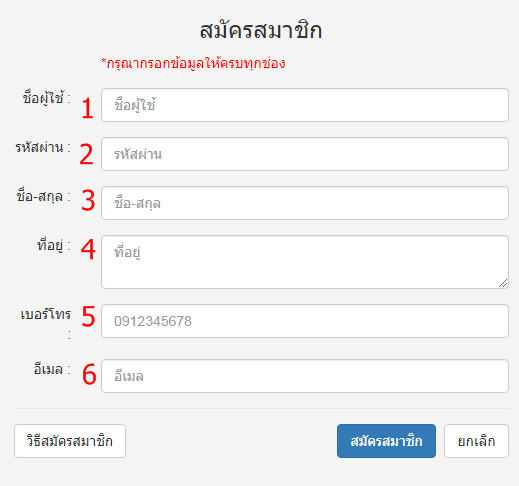 สมัครสมาชิก
*กรุณากรอกข้อมูลให้ครบทุกช่อง
ชื่อผู้ใช้ : 1 ชื่อผู้ใช้
รหัสผ่าน : 2 รหัสผ่าน
ชื่อ-สกุล : 3 ชื่อ-สกุล
ที่อยู่ : 4 ที่อยู่
เบอร์โทร : 5 0912345678
อีเมล : 6 อีเมล
วิธีสมัครสมาชิก สมัครสมาชิก ยกเลิก